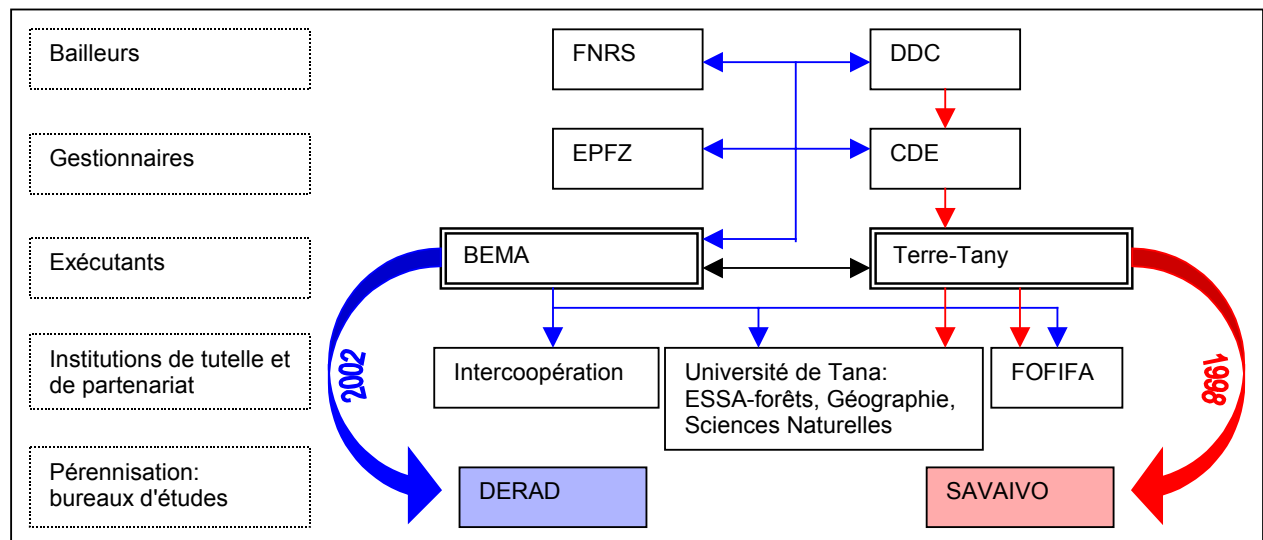 Bailleurs
FNRS
DDC
Gestionnaires
EPFZ
CDE
Exécutants
BEMA
Terre-Tany
Institutions de tutelle et
de partenariat
Intercoopération
Université de Tana:
ESSA-forêts, Géographie,
Sciences Naturelles
FOFIFA
2002
1998
Pérennisation:
bureaux d'études
DERAD
SAVAIVO